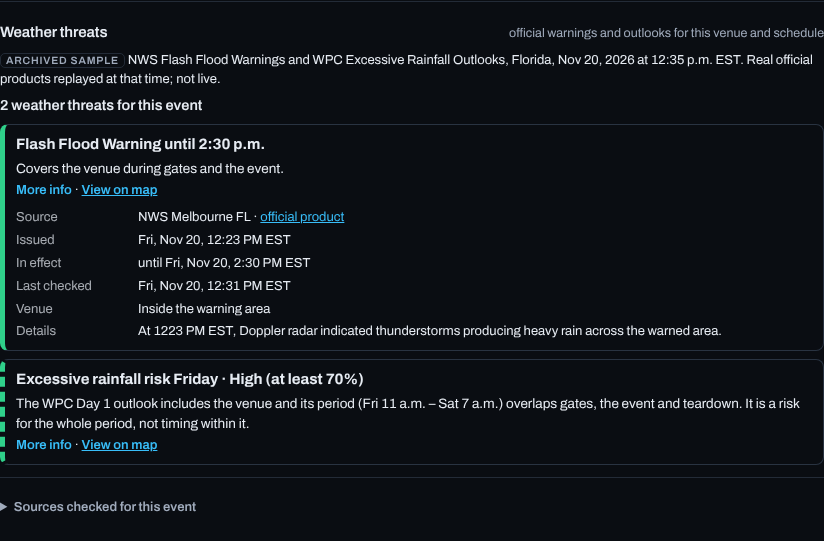 Weather threats
official warnings and outlooks for this venue and schedule
ARCHIVED SAMPLE NWS Flash Flood Warnings and WPC Excessive Rainfall Outlooks, Florida, Nov 20, 2026 at 12:35 p.m. EST. Real official
products replayed at that time; not live.
2 weather threats for this event
Flash Flood Warning until 2:30 p.m.
Covers the venue during gates and the event.
More info · View on map
Source NWS Melbourne FL · official product
Issued Fri, Nov 20, 12:23 PM EST
In effect until Fri, Nov 20, 2:30 PM EST
Last checked Fri, Nov 20, 12:31 PM EST
Venue Inside the warning area
Details At 1223 PM EST, Doppler radar indicated thunderstorms producing heavy rain across the warned area.
Excessive rainfall risk Friday · High (at least 70%)
The WPC Day 1 outlook includes the venue and its period (Fri 11 a.m. – Sat 7 a.m.) overlaps gates, the event and teardown. It is a risk
for the whole period, not timing within it.
More info · View on map
Sources checked for this event